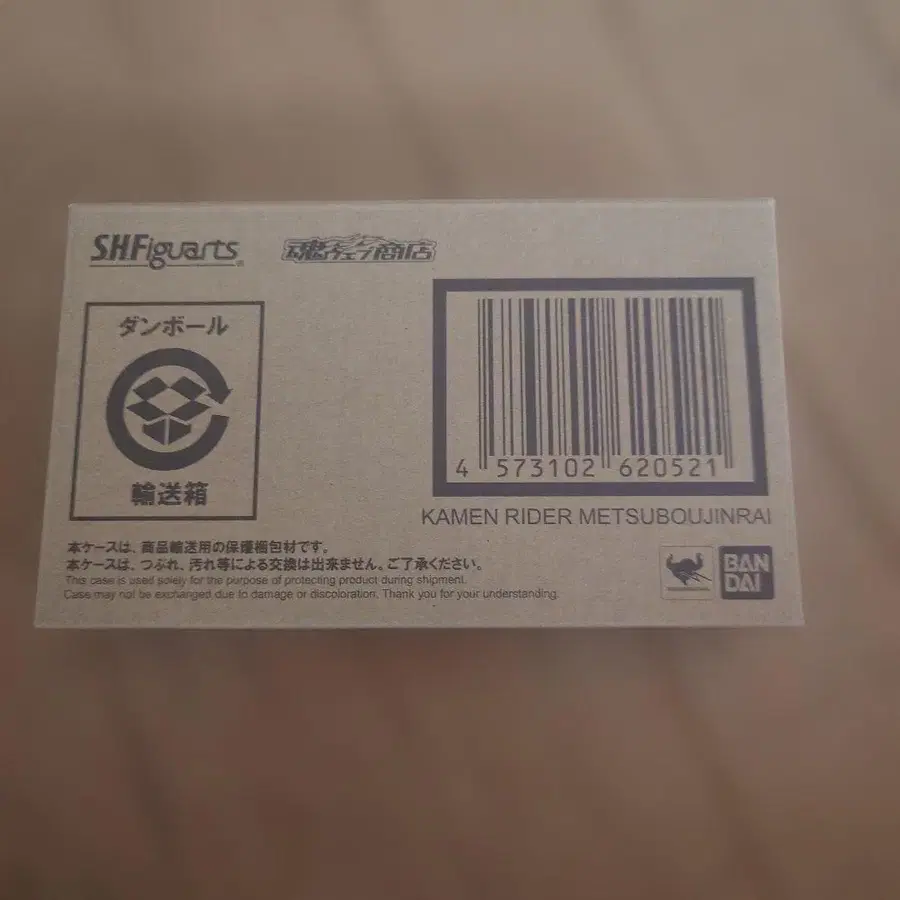 S.H.Figuarts
魂ウェブ商店
ダンボール
輸送箱
4 573102 620521
KAMEN RIDER METSUBOUJINRAI
本ケースは、商品輸送用の保護梱包材です。
本ケースは、つぶれ、汚れ等による交換は出来ません。ご了承ください。
This case is used solely for the purpose of protecting product during shipment.
Case may not be exchanged due to damage or discoloration. Thank you for your understanding.
BAN
DAI